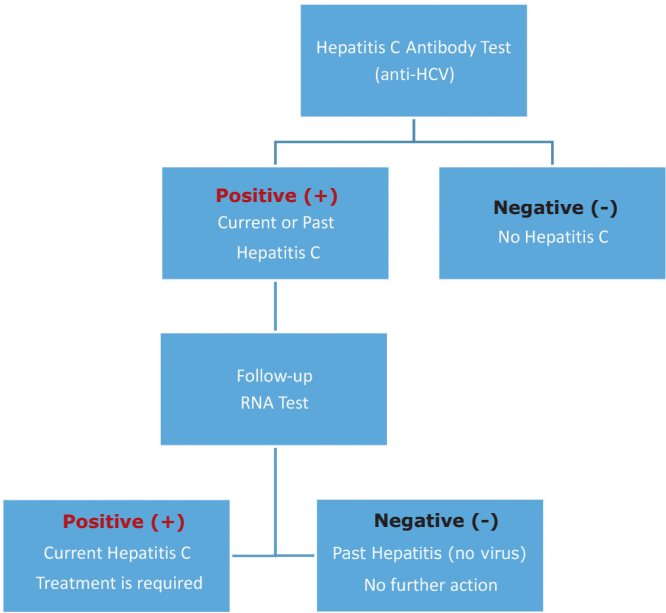 Hepatitis C Antibody Test
(anti-HCV)
Positive (+)
Current or Past
Hepatitis C
Negative (-)
No Hepatitis C
Follow-up
RNA Test
Positive (+)
Current Hepatitis C
Treatment is required
Negative (-)
Past Hepatitis (no virus)
No further action